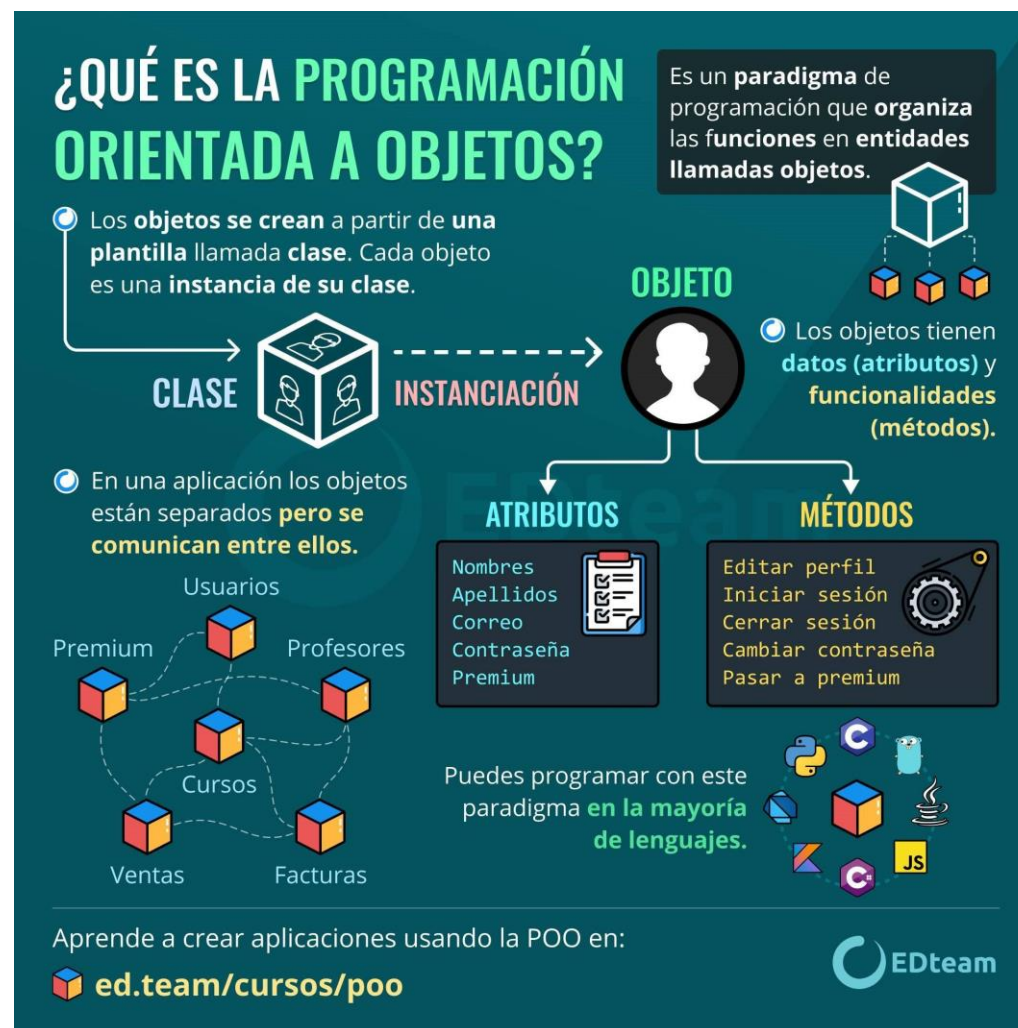 ¿QUÉ ES LA PROGRAMACIÓN
ORIENTADA A OBJETOS?
Es un paradigma de
programación que organiza
las funciones en entidades
llamadas objetos.
Los objetos se crean a partir de una
plantilla llamada clase. Cada objeto
es una instancia de su clase.
CLASE
INSTANCIACIÓN
OBJETO
Los objetos tienen
datos (atributos) y
funcionalidades
(métodos).
En una aplicación los objetos
están separados pero se
comunican entre ellos.
Usuarios
Premium
Profesores
Cursos
Ventas
Facturas
ATRIBUTOS
Nombres
Apellidos
Correo
Contraseña
Premium
MÉTODOS
Editar perfil
Iniciar sesión
Cerrar sesión
Cambiar contraseña
Pasar a premium
EDteam
Puedes programar con este
paradigma en la mayoría
de lenguajes.
C
JS
C#
Aprende a crear aplicaciones usando la POO en:
ed.team/cursos/poo
EDteam